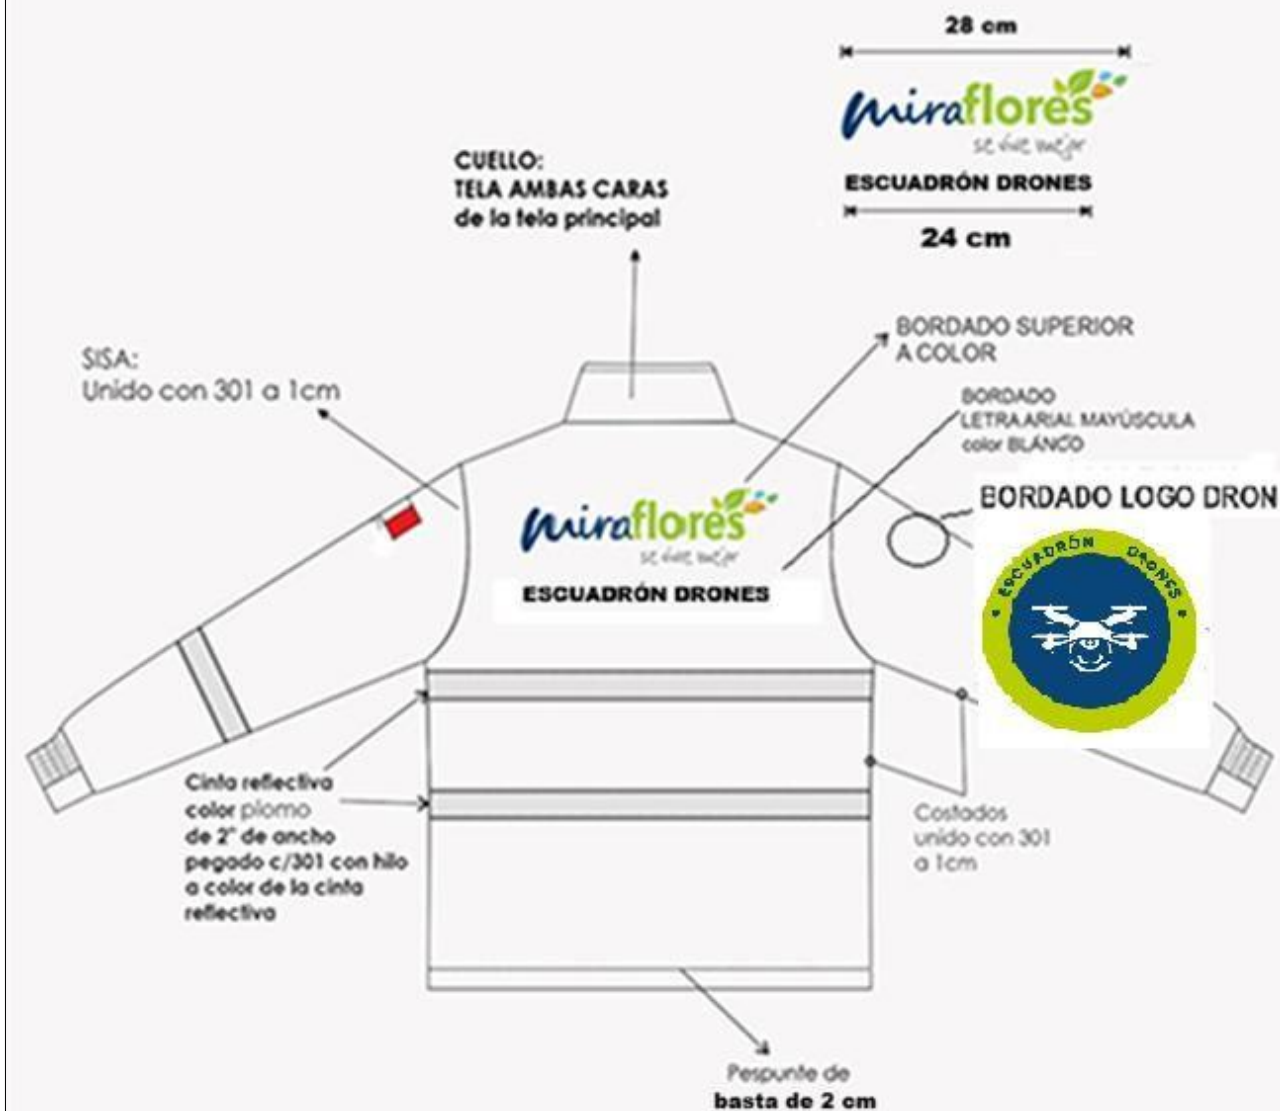 28 cm
miraflores
se vive mejor
ESCUADRÓN DRONES
24 cm
CUELLO:
TELA AMBAS CARAS
de la tela principal
BORDADO SUPERIOR
A COLOR
SISA:
Unido con 301 a 1cm
BORDADO
LETRA ARIAL MAYÚSCULA
color BLÁNCO
BORDADO LOGO DRON
miraflores
se vive mejor
ESCUADRÓN DRONES
ESCUADRÓN DRONES
Cinta reflectiva
color plomo
de 2" de ancho
pegado c/301 con hilo
a color de la cinta
reflectiva
Costados
unido con 301
a 1cm
Pespunte de
basta de 2 cm